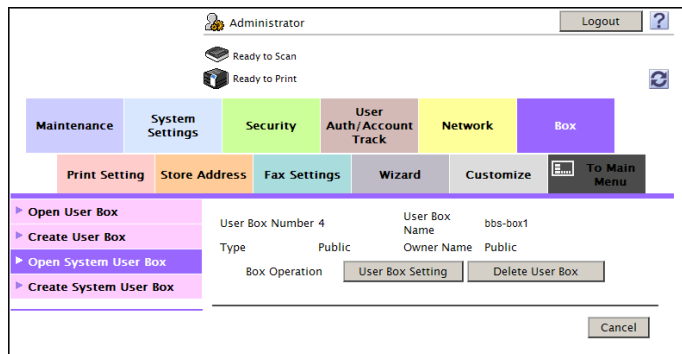 Administrator
Logout
?
Ready to Scan
Ready to Print
Maintenance
System
Settings
Security
User
Auth/Account
Track
Network
Box
Print Setting
Store Address
Fax Settings
Wizard
Customize
To Main
Menu
Open User Box
Create User Box
Open System User Box
Create System User Box
User Box Number 4
User Box
Name
bbs-box1
Type Public
Owner Name Public
Box Operation
User Box Setting
Delete User Box
Cancel